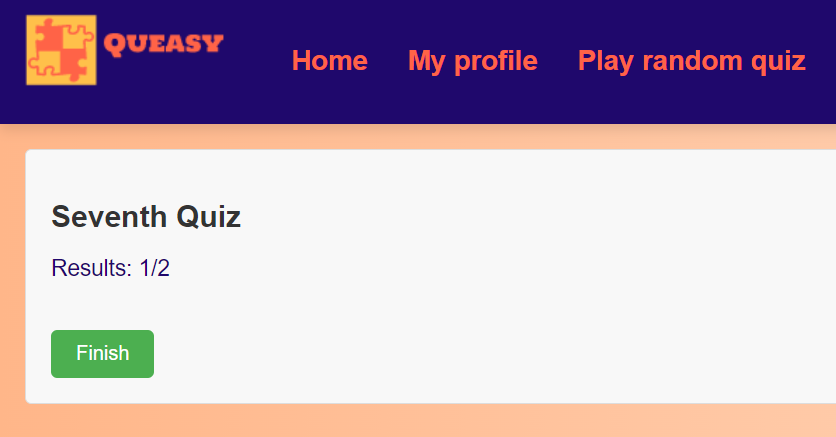 QUEASY
Home My profile Play random quiz
Seventh Quiz
Results: 1/2
Finish